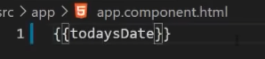 src > app > app.component.html
1 {{todaysDate}}